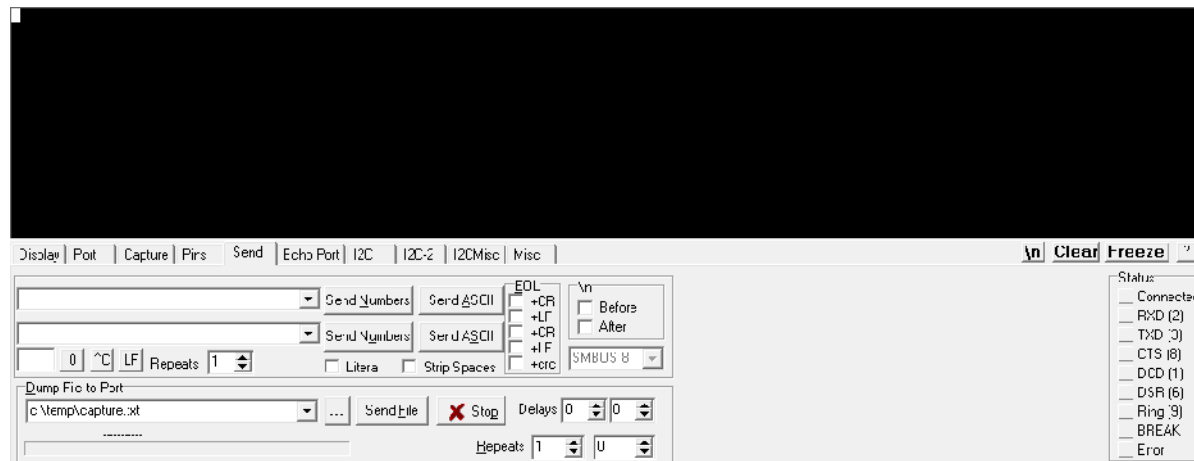 Display Port Capture Pins Send Echo Port I2C I2C-2 I2CMisc Misc \n Clear Freeze ?
EOL \n Status
Send Numbers Send ASCII +CR Before Connected
+LF After RXD (2)
Send Numbers Send ASCII +CR TXD (3)
+LF SMBUS 8 CTS (8)
0 ^C LF Repeats 1 Literal Strip Spaces +crc DCD (1)
Dump File to Port DSR (6)
c:\temp\capture.txt ... Send File Stop Delays 0 0 Ring (9)
---------- BREAK
Repeats 1 0 Error